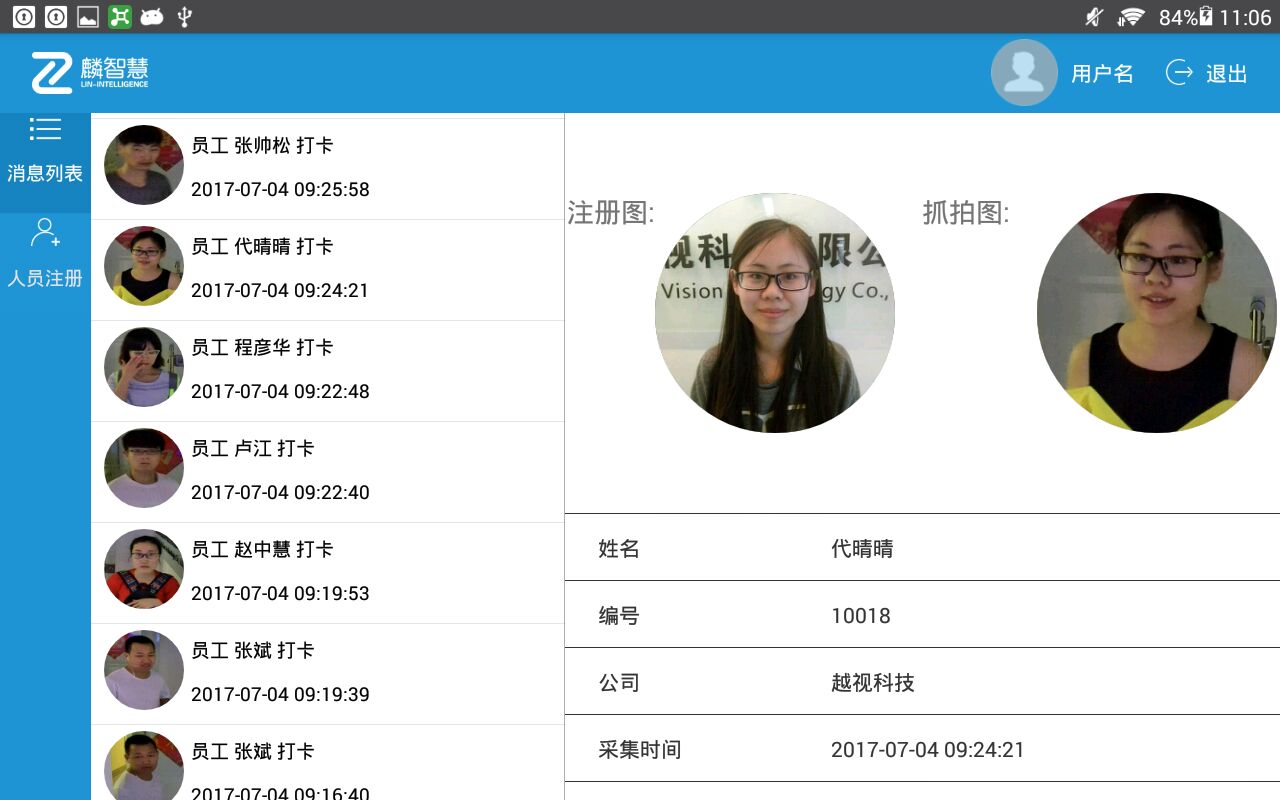 84% 11:06
麟智慧
LIN-INTELLIGENCE
用户名
退出
消息列表
人员注册
员工 张帅松 打卡
2017-07-04 09:25:58
员工 代晴晴 打卡
2017-07-04 09:24:21
员工 程彦华 打卡
2017-07-04 09:22:48
员工 卢江 打卡
2017-07-04 09:22:40
员工 赵中慧 打卡
2017-07-04 09:19:53
员工 张斌 打卡
2017-07-04 09:19:39
员工 张斌 打卡
2017-07-04 09:16:40
注册图:
视科 限公
Vision gy Co.,
抓拍图:
姓名 代晴晴
编号 10018
公司 越视科技
采集时间 2017-07-04 09:24:21